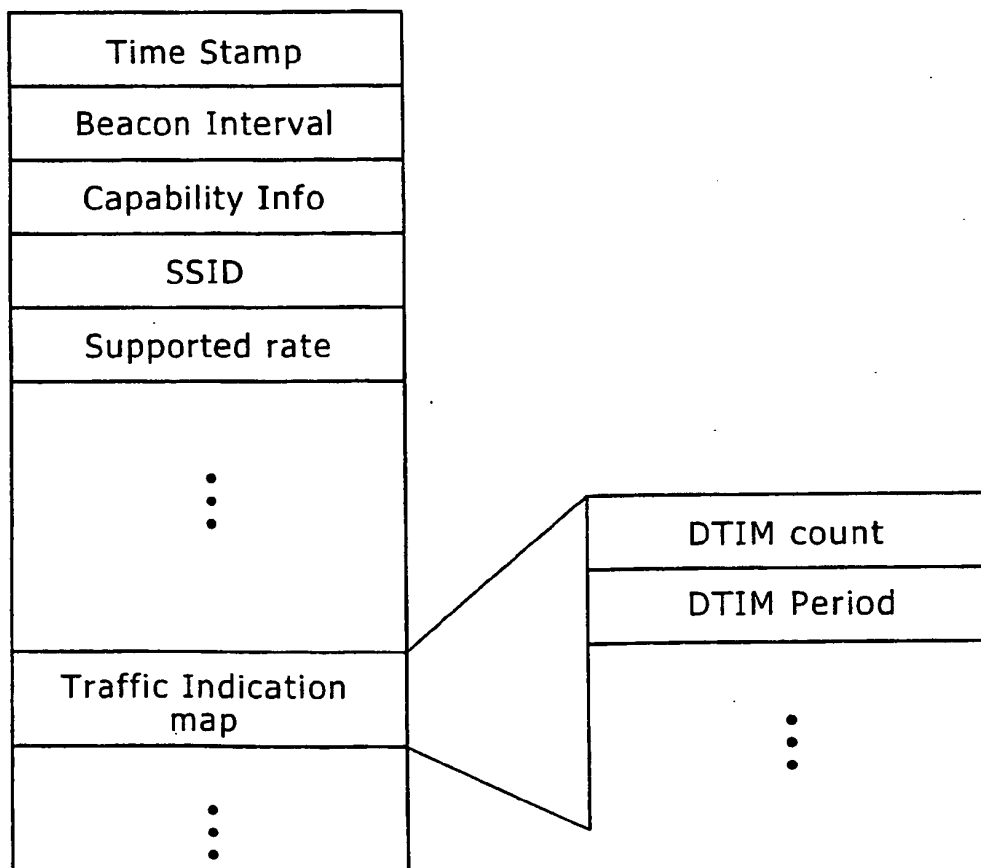 Time Stamp
Beacon Interval
Capability Info
SSID
Supported rate
Traffic Indication
map
DTIM count
DTIM Period